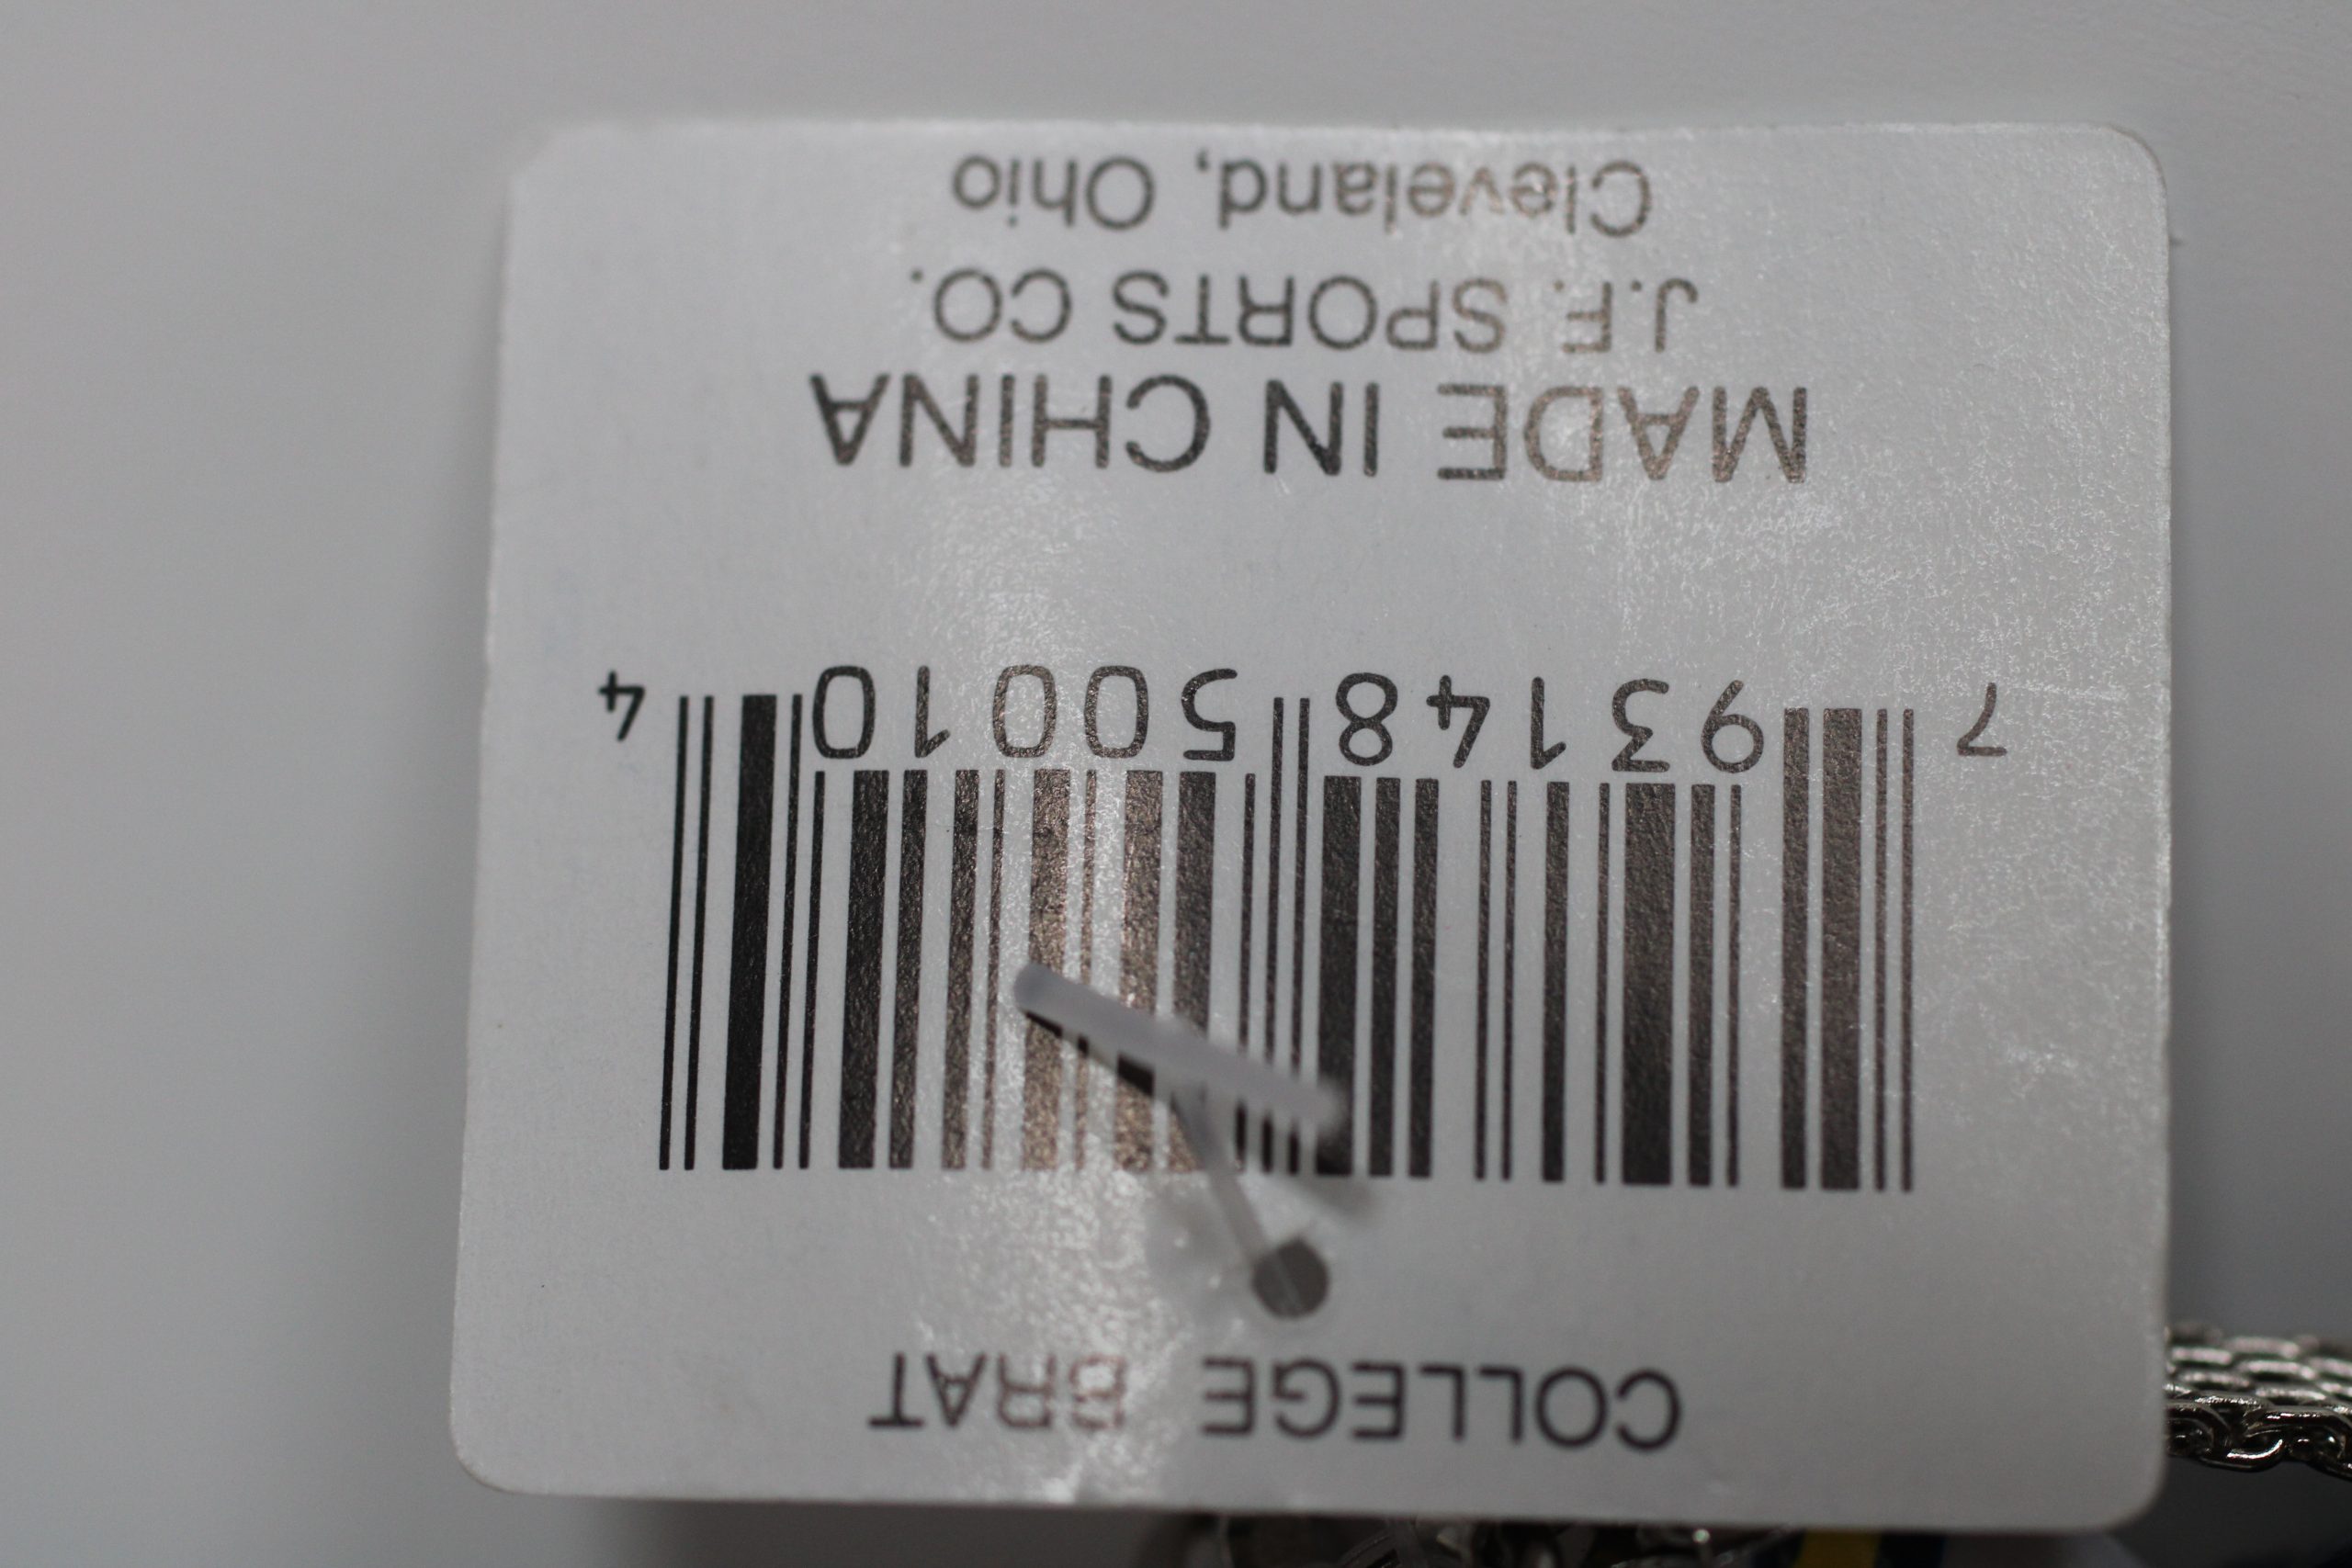 COLLEGE BRAT
7 93148 50010 4
MADE IN CHINA
J.F. SPORTS CO.
Cleveland, Ohio